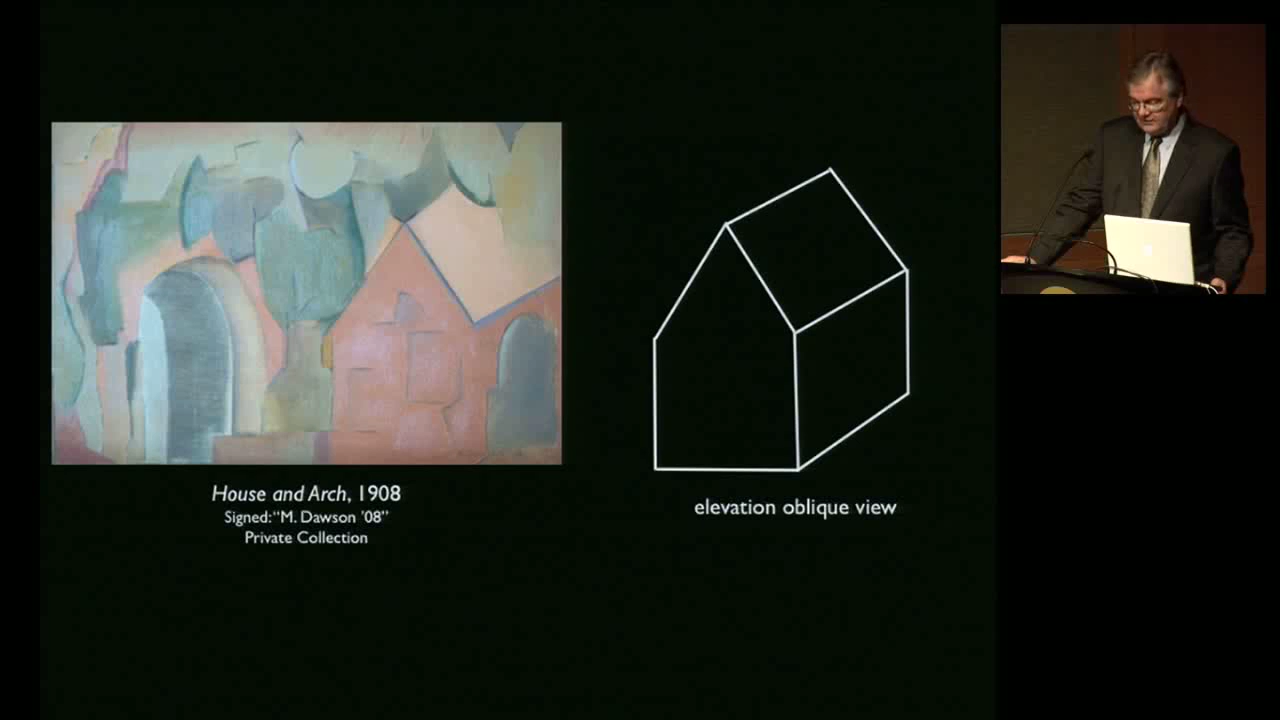 House and Arch, 1908
Signed: "M. Dawson '08"
Private Collection
elevation oblique view